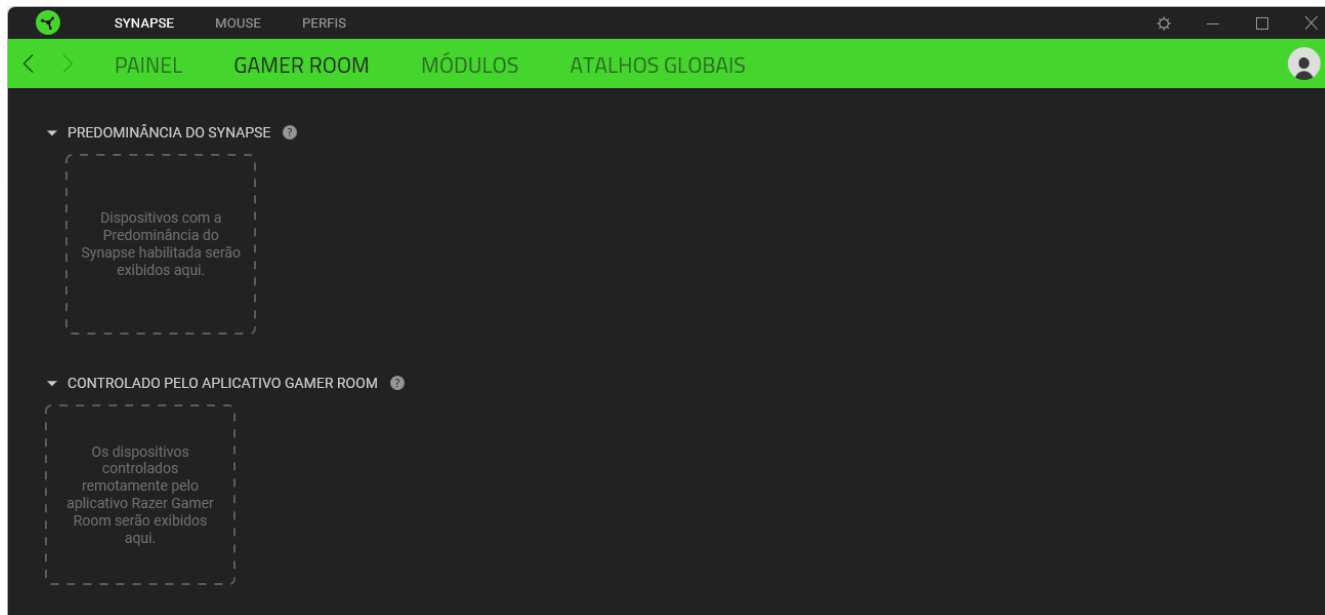 SYNAPSE MOUSE PERFIS
PAINEL GAMER ROOM MÓDULOS ATALHOS GLOBAIS
PREDOMINÂNCIA DO SYNAPSE ?
Dispositivos com a
Predominância do
Synapse habilitada serão
exibidos aqui.
CONTROLADO PELO APLICATIVO GAMER ROOM ?
Os dispositivos
controlados
remotamente pelo
aplicativo Razer Gamer
Room serão exibidos
aqui.